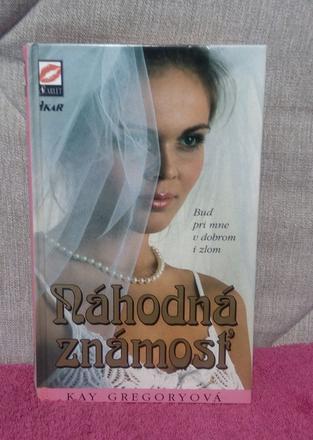 SCARLET
IKAR
Buď
pri mne
v dobrom
i zlom
Náhodná
známosť
KAY GREGORYOVÁ